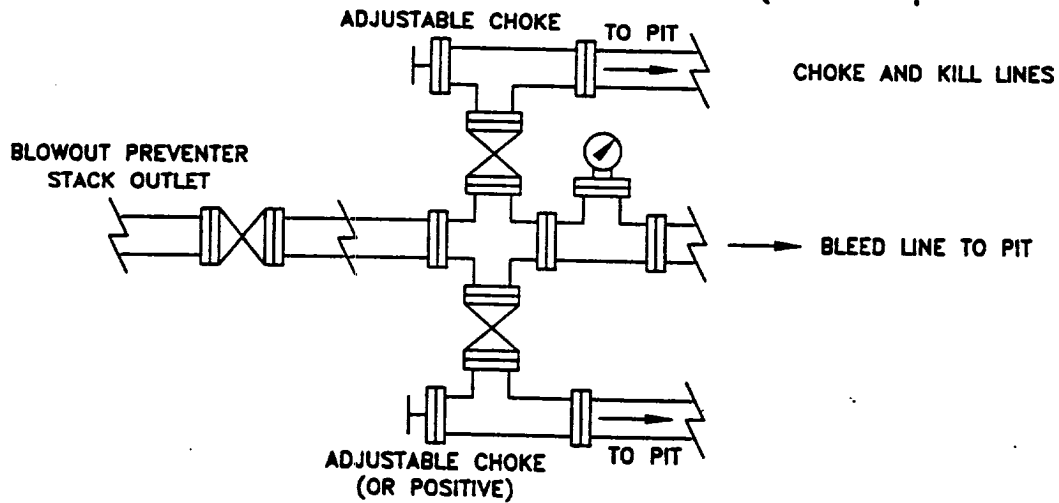 ADJUSTABLE CHOKE
TO PIT
CHOKE AND KILL LINES
BLOWOUT PREVENTER
STACK OUTLET
BLEED LINE TO PIT
ADJUSTABLE CHOKE
(OR POSITIVE)
TO PIT